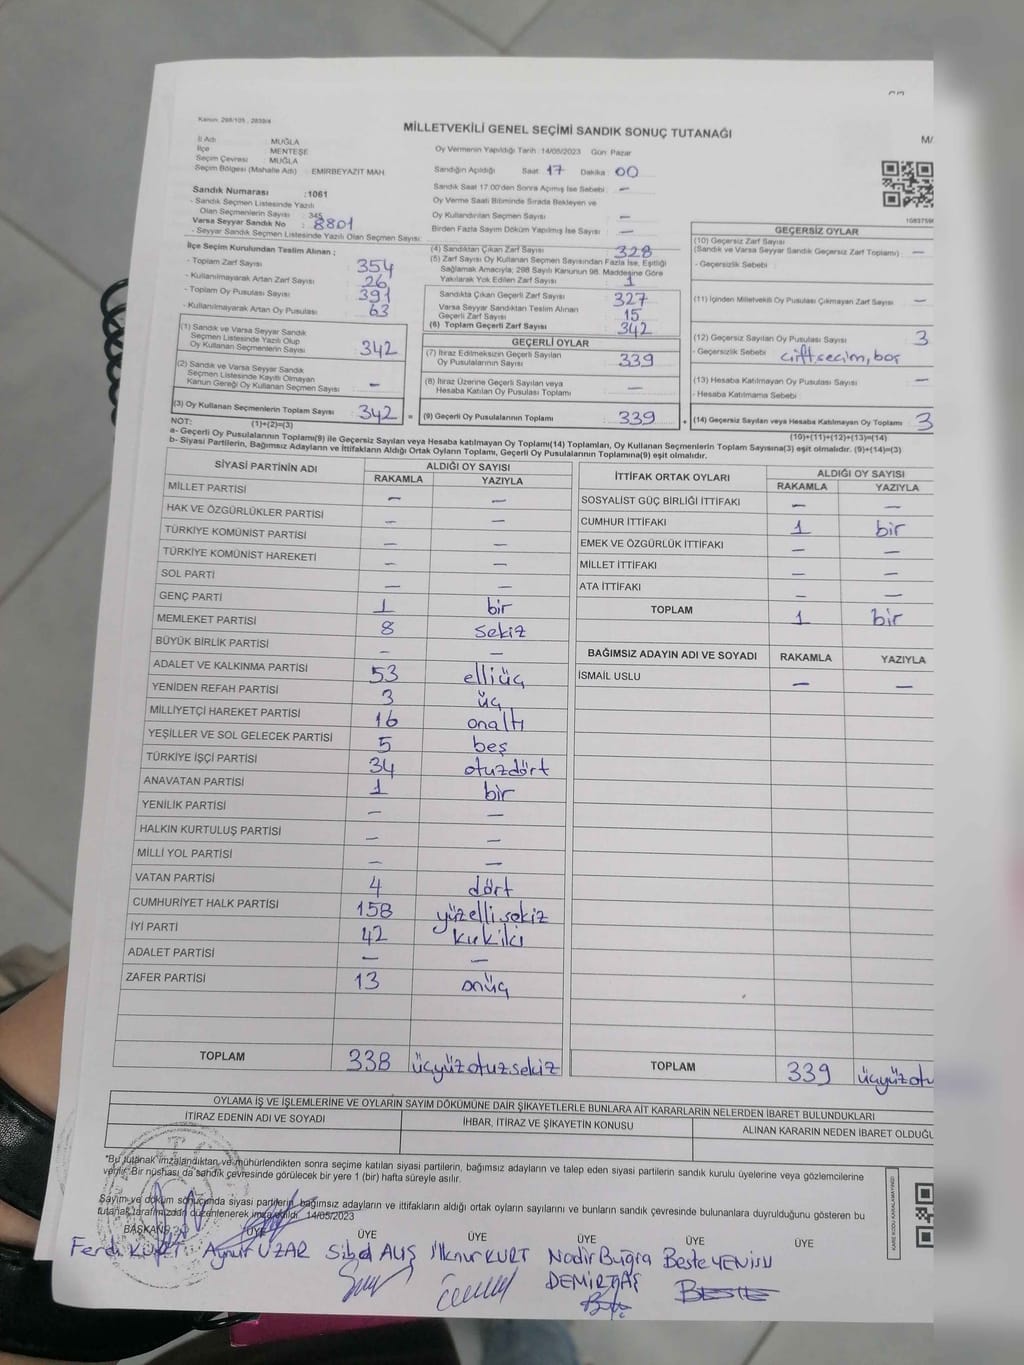 Kanun: 298/105 , 2839/4
MİLLETVEKİLİ GENEL SEÇİMİ SANDIK SONUÇ TUTANAĞI
M/
İl Adı : MUĞLA
İlçe : MENTEŞE
Seçim Çevresi : MUĞLA
Seçim Bölgesi (Mahalle Adı) : EMİRBEYAZIT MAH.
Oy Vermenin Yapıldığı Tarih : 14/05/2023 Gün: Pazar
Sandığın Açıldığı Saat : 17 Dakika : 00
Sandık Saat 17.00'den Sonra Açılmış İse Sebebi : —
Oy Verme Saati Bitiminde Sırada Bekleyen ve
Oy Kullandırılan Seçmen Sayısı : —
Birden Fazla Sayım Döküm Yapılmış İse Sayısı : —
Sandık Numarası : 1061
- Sandık Seçmen Listesinde Yazılı
Olan Seçmenlerin Sayısı : 345
Varsa Seyyar Sandık No : 8801
- Seyyar Sandık Seçmen Listesinde Yazılı Olan Seçmen Sayısı:
İlçe Seçim Kurulundan Teslim Alınan ;
- Toplam Zarf Sayısı : 354
- Kullanılmayarak Artan Zarf Sayısı : 26
- Toplam Oy Pusulası Sayısı : 391
- Kullanılmayarak Artan Oy Pusulası : 63
(1) Sandık ve Varsa Seyyar Sandık
Seçmen Listesinde Yazılı Olup
Oy Kullanan Seçmenlerin Sayısı : 342
(2) Sandık ve Varsa Seyyar Sandık
Seçmen Listesinde Kayıtlı Olmayan
Kanun Gereği Oy Kullanan Seçmen Sayısı : —
(3) Oy Kullanan Seçmenlerin Toplam Sayısı : 342
(1)+(2)=(3)
(4) Sandıktan Çıkan Zarf Sayısı : 328
(5) Zarf Sayısı Oy Kullanan Seçmen Sayısından Fazla İse, Eşitliği
Sağlamak Amacıyla; 298 Sayılı Kanunun 98. Maddesine Göre
Yakılarak Yok Edilen Zarf Sayısı : 1
Sandıkta Çıkan Geçerli Zarf Sayısı : 327
Varsa Seyyar Sandıktan Teslim Alınan
Geçerli Zarf Sayısı : 15
(6) Toplam Geçerli Zarf Sayısı : 342
GEÇERLİ OYLAR
(7) İtiraz Edilmeksizin Geçerli Sayılan
Oy Pusulalarının Sayısı : 339
(8) İtiraz Üzerine Geçerli Sayılan veya
Hesaba Katılan Oy Pusulası Toplamı : —
= (9) Geçerli Oy Pusulalarının Toplamı : 339
GEÇERSİZ OYLAR
(10) Geçersiz Zarf Sayısı
(Sandık ve Varsa Seyyar Sandık Geçersiz Zarf Toplamı) : —
- Geçersizlik Sebebi :
(11) İçinden Milletvekili Oy Pusulası Çıkmayan Zarf Sayısı : —
(12) Geçersiz Sayılan Oy Pusulası Sayısı : 3
- Geçersizlik Sebebi : çift seçim, boş
(13) Hesaba Katılmayan Oy Pusulası Sayısı : —
- Hesaba Katılmama Sebebi :
+ (14) Geçersiz Sayılan veya Hesaba Katılmayan Oy Toplamı : 3
(10)+(11)+(12)+(13)=(14)
NOT:
a- Geçerli Oy Pusulalarının Toplamı(9) ile Geçersiz Sayılan veya Hesaba katılmayan Oy Toplamı(14) Toplamları, Oy Kullanan Seçmenlerin Toplam Sayısına(3) eşit olmalıdır. (9)+(14)=(3)
b- Siyasi Partilerin, Bağımsız Adayların ve İttifakların Aldığı Ortak Oyların Toplamı, Geçerli Oy Pusulalarının Toplamına(9) eşit olmalıdır.
SİYASİ PARTİNİN ADI ALDIĞI OY SAYISI
RAKAMLA YAZIYLA
MİLLET PARTİSİ — —
HAK VE ÖZGÜRLÜKLER PARTİSİ — —
TÜRKİYE KOMÜNİST PARTİSİ — —
TÜRKİYE KOMÜNİST HAREKETİ — —
SOL PARTİ — —
GENÇ PARTİ 1 bir
MEMLEKET PARTİSİ 8 sekiz
BÜYÜK BİRLİK PARTİSİ — —
ADALET VE KALKINMA PARTİSİ 53 elliüç
YENİDEN REFAH PARTİSİ 3 üç
MİLLİYETÇİ HAREKET PARTİSİ 16 onaltı
YEŞİLLER VE SOL GELECEK PARTİSİ 5 beş
TÜRKİYE İŞÇİ PARTİSİ 34 otuzdört
ANAVATAN PARTİSİ 1 bir
YENİLİK PARTİSİ — —
HALKIN KURTULUŞ PARTİSİ — —
MİLLİ YOL PARTİSİ — —
VATAN PARTİSİ 4 dört
CUMHURİYET HALK PARTİSİ 158 yüzellisekiz
İYİ PARTİ 42 kırkiki
ADALET PARTİSİ — —
ZAFER PARTİSİ 13 onüç
TOPLAM 338 üçyüzotuzsekiz
İTTİFAK ORTAK OYLARI ALDIĞI OY SAYISI
RAKAMLA YAZIYLA
SOSYALİST GÜÇ BİRLİĞİ İTTİFAKI — —
CUMHUR İTTİFAKI 1 bir
EMEK VE ÖZGÜRLÜK İTTİFAKI — —
MİLLET İTTİFAKI — —
ATA İTTİFAKI — —
TOPLAM 1 bir
BAĞIMSIZ ADAYIN ADI VE SOYADI RAKAMLA YAZIYLA
İSMAİL USLU — —
TOPLAM 339 üçyüzotu
OYLAMA İŞ VE İŞLEMLERİNE VE OYLARIN SAYIM DÖKÜMÜNE DAİR ŞİKAYETLERLE BUNLARA AİT KARARLARIN NELERDEN İBARET BULUNDUKLARI
İTİRAZ EDENİN ADI VE SOYADI İHBAR, İTİRAZ VE ŞİKAYETİN KONUSU ALINAN KARARIN NEDEN İBARET OLDUĞU
"Bu tutanak imzalandıktan ve mühürlendikten sonra seçime katılan siyasi partilerin, bağımsız adayların ve talep eden siyasi partilerin sandık kurulu üyelerine veya gözlemcilerine
verilir. Bir nüshası da sandık çevresinde görülecek bir yere 1 (bir) hafta süreyle asılır.
Sayım ve döküm sonucunda siyasi partilerin, bağımsız adayların ve ittifakların aldığı ortak oyların sayılarını ve bunların sandık çevresinde bulunanlara duyrulduğunu gösteren bu
tutanak tarafımızdan düzenlenerek imzalandı. 14/05/2023
BAŞKAN ÜYE ÜYE ÜYE ÜYE ÜYE ÜYE
Ferdi KURT Aynur UZAR Sibel ALIŞ İlknur KURT Nadir Buğra Beste YENİSU
DEMİRTAŞ
BESTE